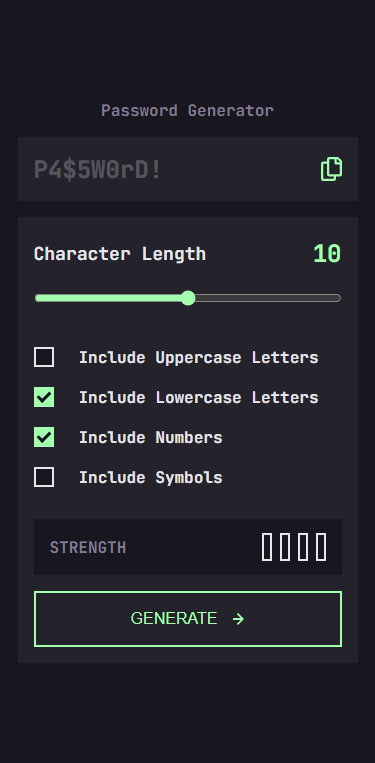 Password Generator
P4$5W0rD!
Character Length 10
Include Uppercase Letters
Include Lowercase Letters
Include Numbers
Include Symbols
STRENGTH
GENERATE →